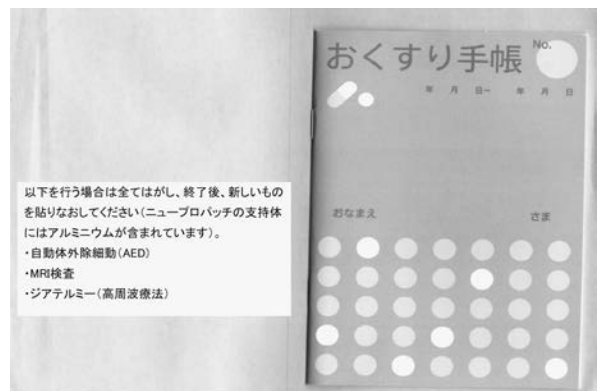 以下を行う場合は全てはがし、終了後、新しいもの
を貼りなおしてください(ニュープロパッチの支持体
にはアルミニウムが含まれています)。
・自動体外除細動(AED)
・MRI検査
・ジアテルミー(高周波療法)
おくすり手帳
No.
年 月 日~ 年 月 日
おなまえ
さま